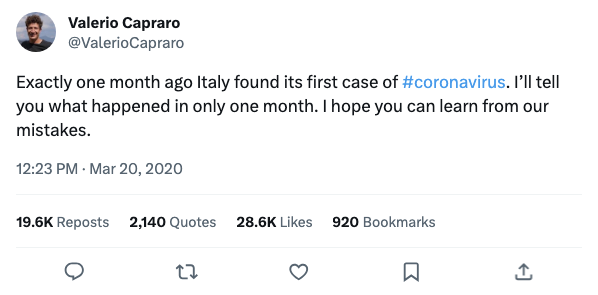 Valerio Capraro
@ValerioCapraro
Exactly one month ago Italy found its first case of #coronavirus. I’ll tell
you what happened in only one month. I hope you can learn from our
mistakes.
12:23 PM · Mar 20, 2020
19.6K Reposts 2,140 Quotes 28.6K Likes 920 Bookmarks